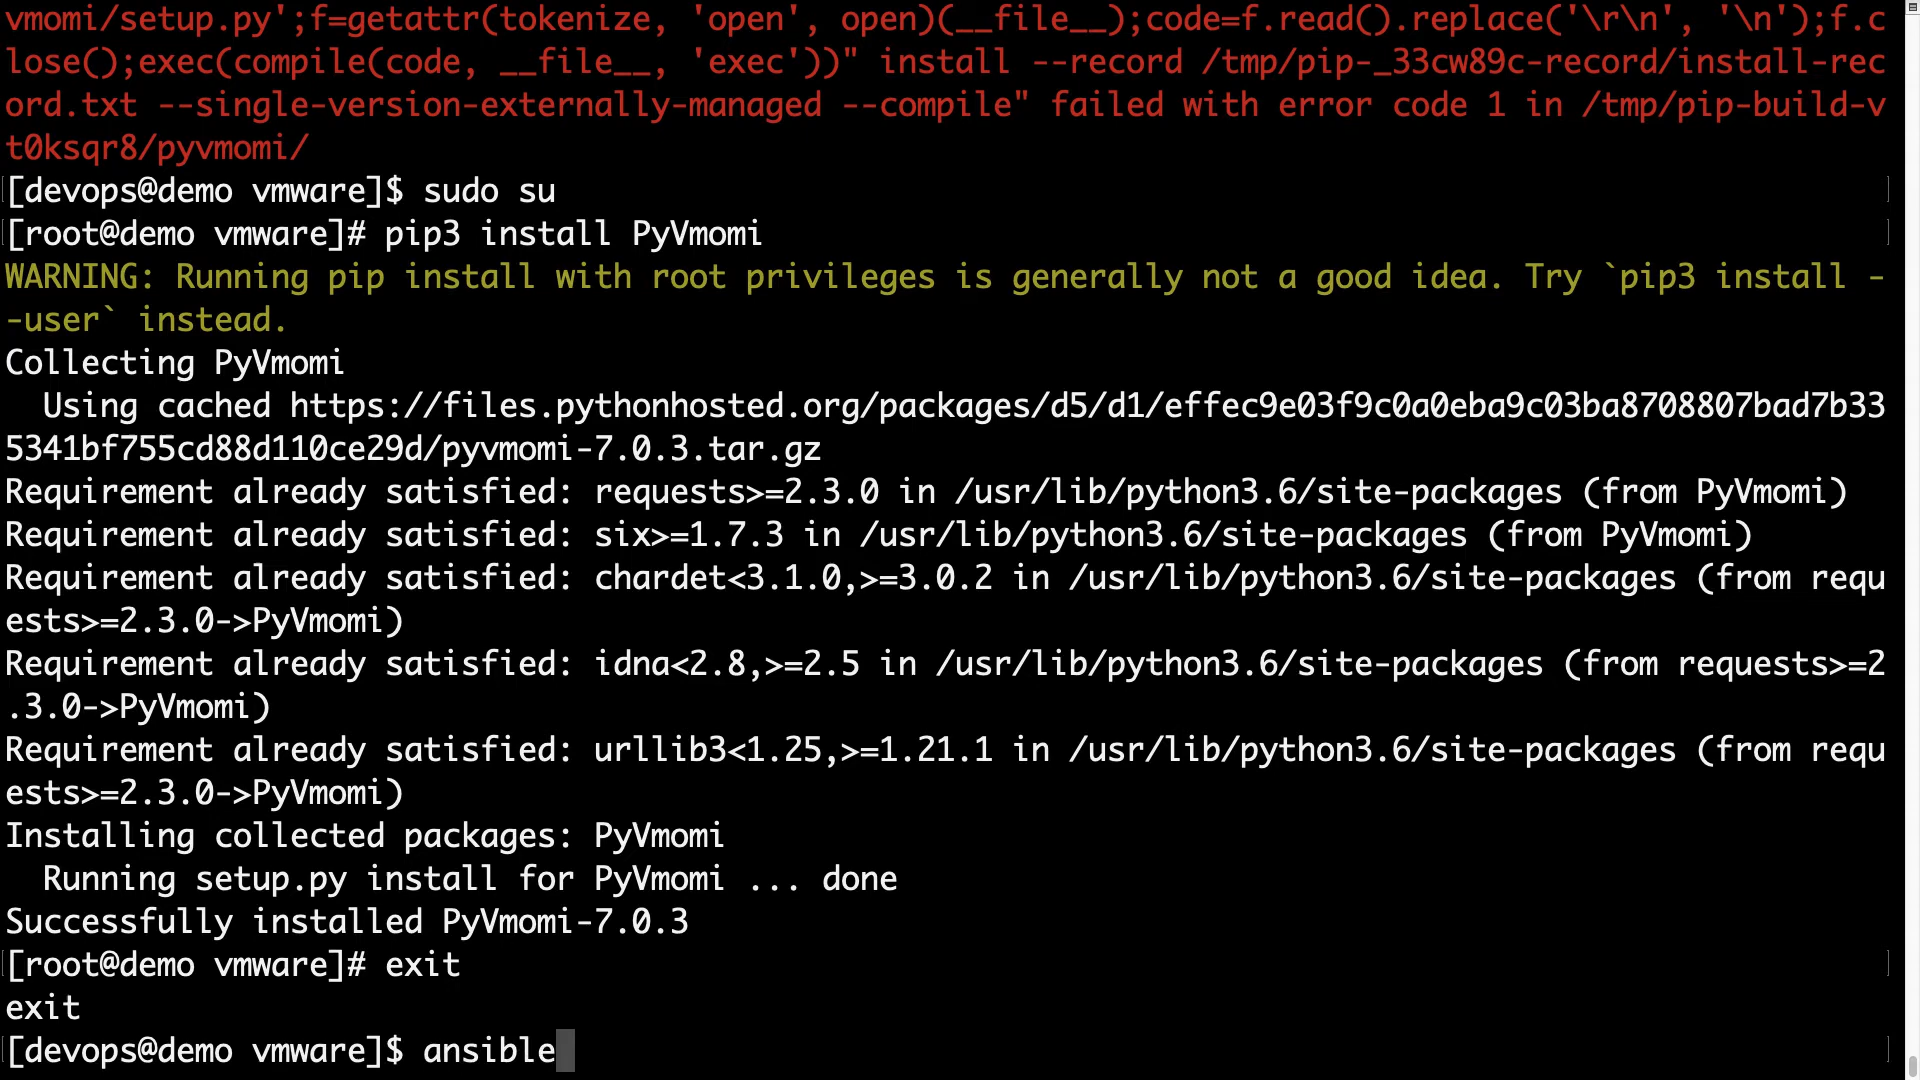 vmomi/setup.py';f=getattr(tokenize, 'open', open)(__file__);code=f.read().replace('\r\n', '\n');f.c
lose();exec(compile(code, __file__, 'exec'))" install --record /tmp/pip-_33cw89c-record/install-rec
ord.txt --single-version-externally-managed --compile" failed with error code 1 in /tmp/pip-build-v
t0ksqr8/pyvmomi/
[devops@demo vmware]$ sudo su
[root@demo vmware]# pip3 install PyVmomi
WARNING: Running pip install with root privileges is generally not a good idea. Try `pip3 install -
-user` instead.
Collecting PyVmomi
  Using cached https://files.pythonhosted.org/packages/d5/d1/effec9e03f9c0a0eba9c03ba8708807bad7b33
5341bf755cd88d110ce29d/pyvmomi-7.0.3.tar.gz
Requirement already satisfied: requests>=2.3.0 in /usr/lib/python3.6/site-packages (from PyVmomi)
Requirement already satisfied: six>=1.7.3 in /usr/lib/python3.6/site-packages (from PyVmomi)
Requirement already satisfied: chardet<3.1.0,>=3.0.2 in /usr/lib/python3.6/site-packages (from requ
ests>=2.3.0->PyVmomi)
Requirement already satisfied: idna<2.8,>=2.5 in /usr/lib/python3.6/site-packages (from requests>=2
.3.0->PyVmomi)
Requirement already satisfied: urllib3<1.25,>=1.21.1 in /usr/lib/python3.6/site-packages (from requ
ests>=2.3.0->PyVmomi)
Installing collected packages: PyVmomi
  Running setup.py install for PyVmomi ... done
Successfully installed PyVmomi-7.0.3
[root@demo vmware]# exit
exit
[devops@demo vmware]$ ansible